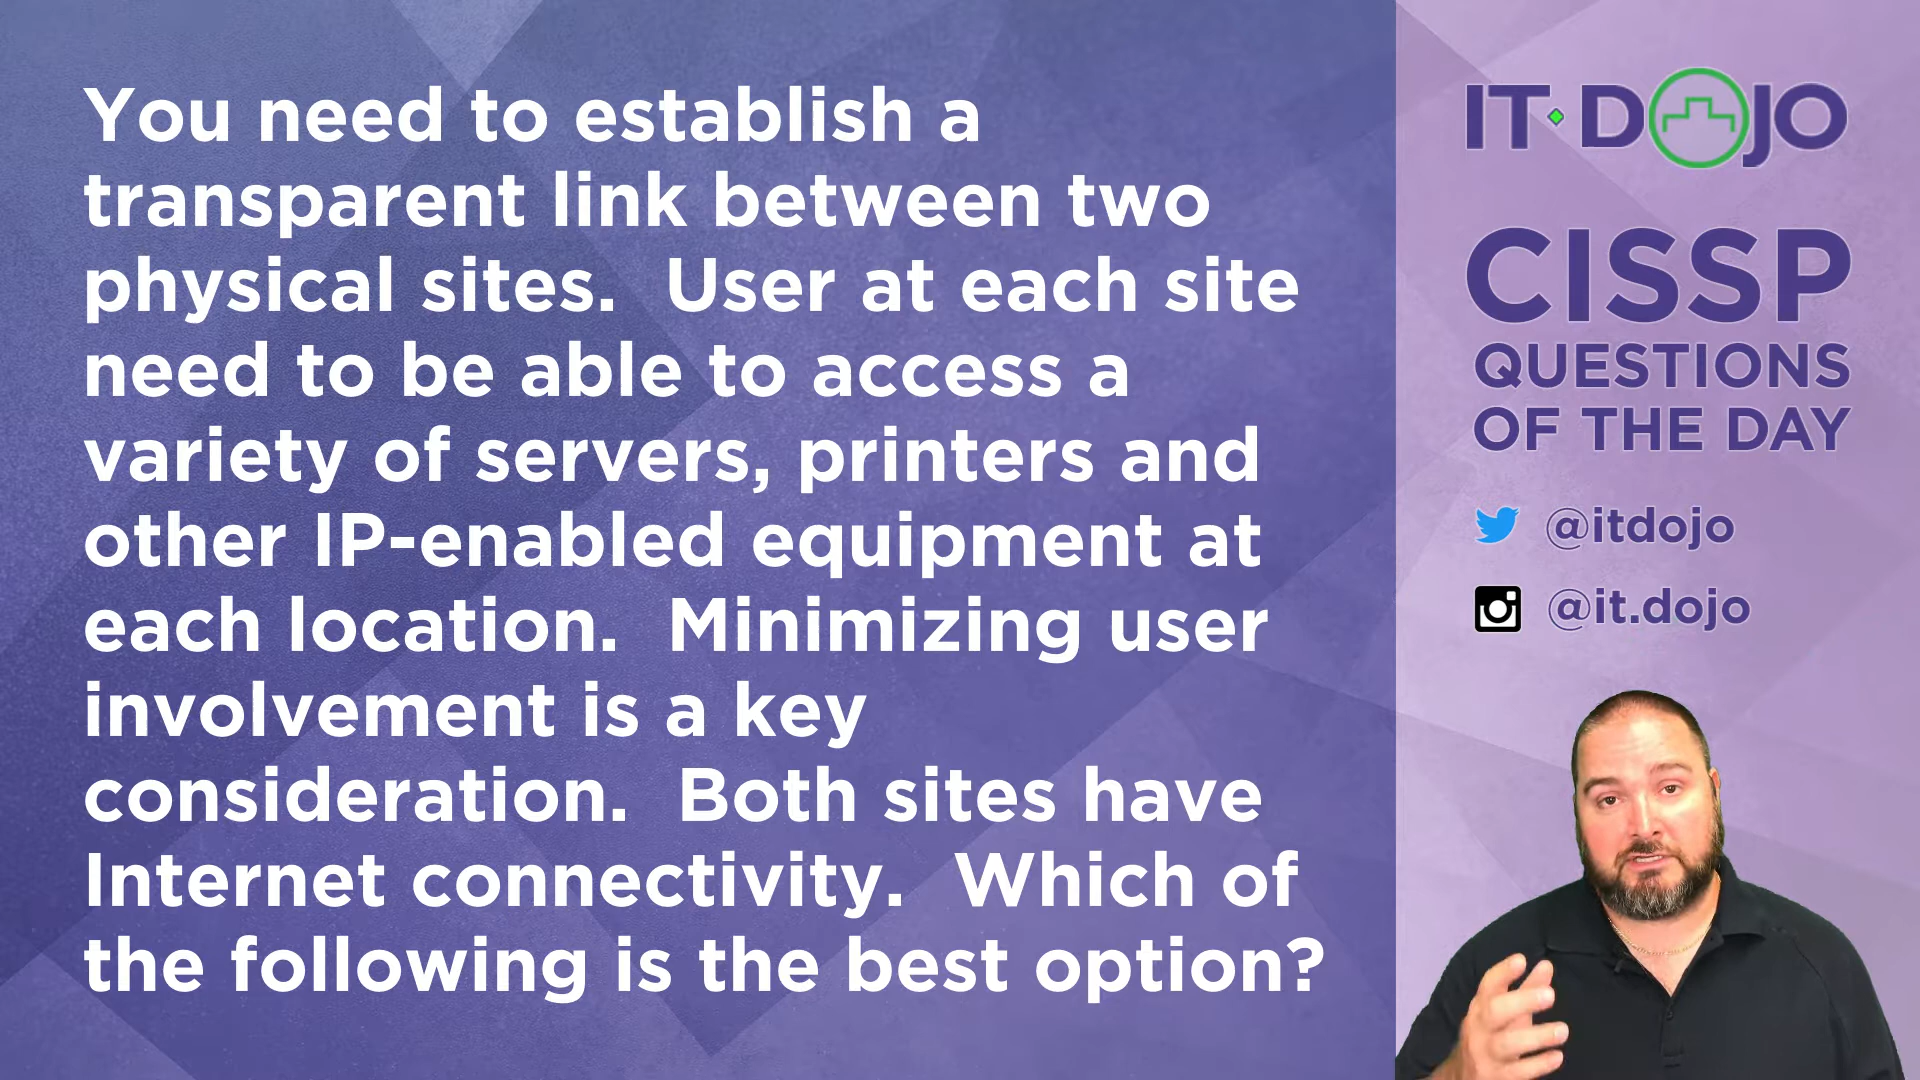 You need to establish a
transparent link between two
physical sites.  User at each site
need to be able to access a
variety of servers, printers and
other IP-enabled equipment at
each location.  Minimizing user
involvement is a key
consideration.  Both sites have
Internet connectivity.  Which of
the following is the best option?
IT DOJO
CISSP
QUESTIONS
OF THE DAY
@itdojo
@it.dojo